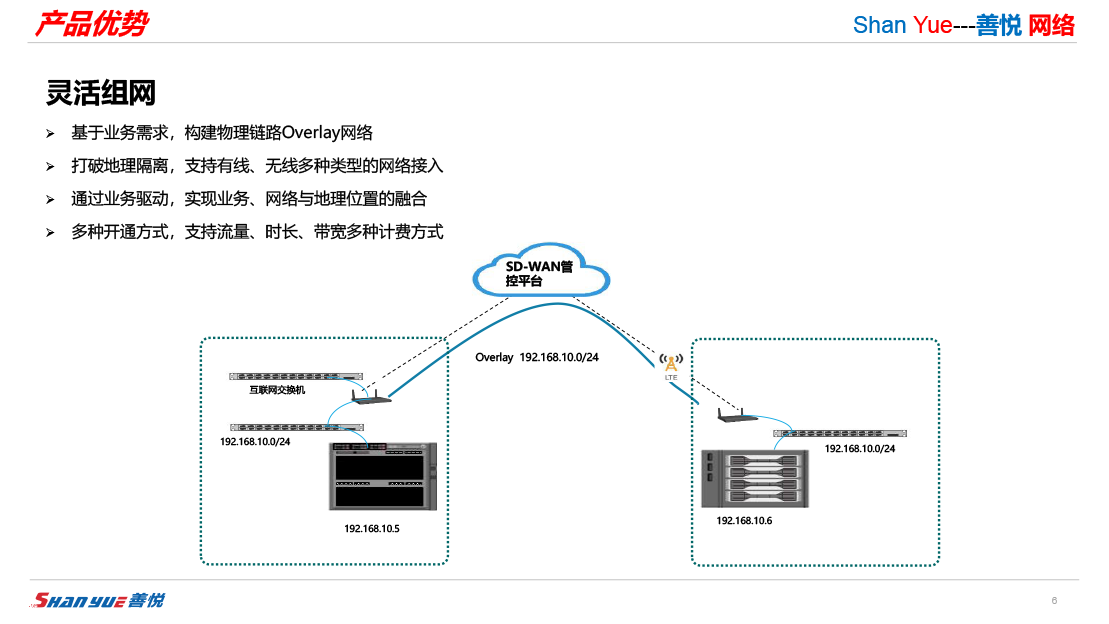 产品优势
Shan Yue---善悦 网络
灵活组网
基于业务需求，构建物理链路Overlay网络
打破地理隔离，支持有线、无线多种类型的网络接入
通过业务驱动，实现业务、网络与地理位置的融合
多种开通方式，支持流量、时长、带宽多种计费方式
SD-WAN管
控平台
Overlay 192.168.10.0/24
LTE
互联网交换机
192.168.10.0/24
192.168.10.5
192.168.10.0/24
192.168.10.6
SHANYUE善悦
6